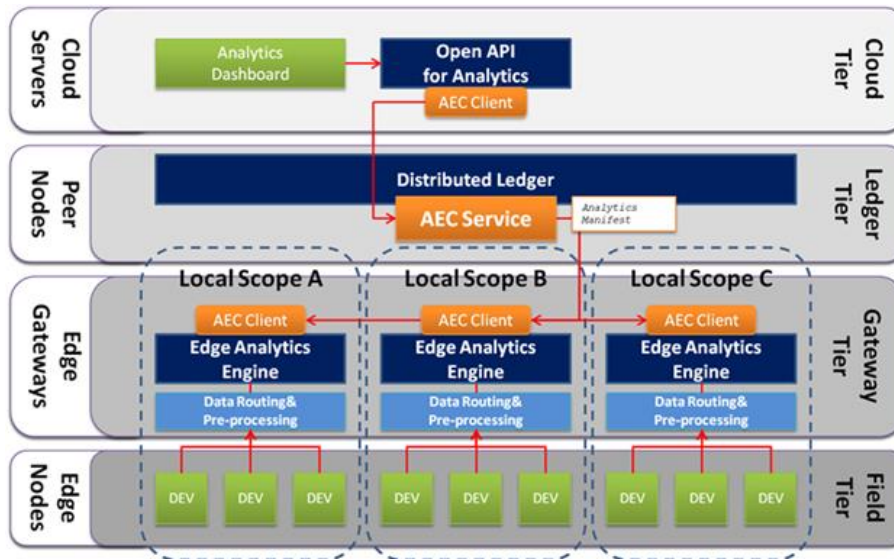 Cloud
Servers
Analytics
Dashboard
Open API
for Analytics
AEC Client
Cloud
Tier
Peer
Nodes
Distributed Ledger
AEC Service
Analytics
Manifest
Ledger
Tier
Local Scope A
Local Scope B
Local Scope C
Edge
Gateways
AEC Client
AEC Client
AEC Client
Edge Analytics
Engine
Edge Analytics
Engine
Edge Analytics
Engine
Data Routing&
Pre-processing
Data Routing&
Pre-processing
Data Routing&
Pre-processing
Gateway
Tier
Edge
Nodes
DEV
DEV
DEV
DEV
DEV
DEV
DEV
DEV
DEV
Field
Tier